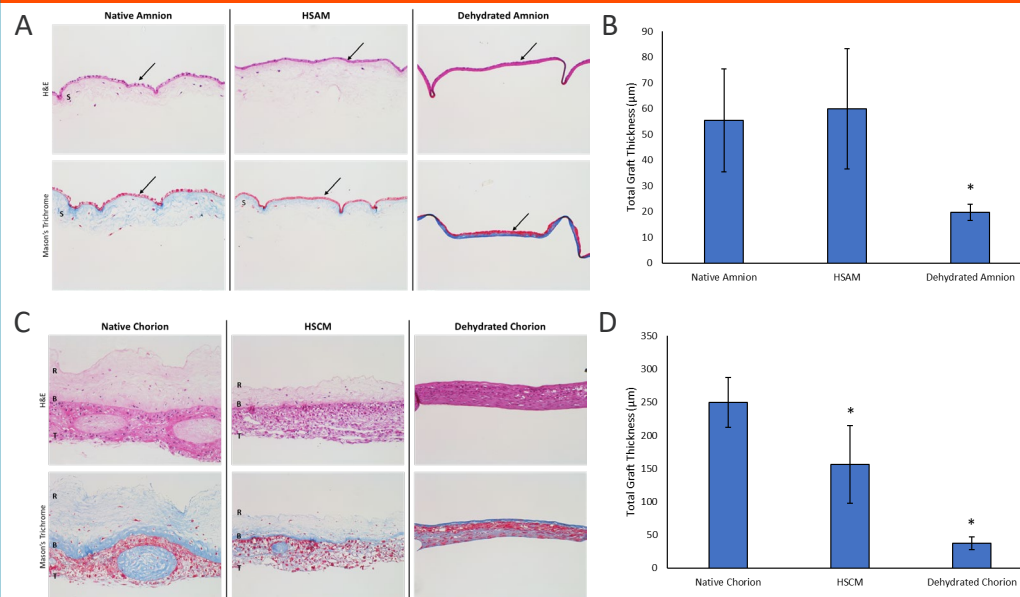 A
Native Amnion
HSAM
Dehydrated Amnion
H&E
S
Mason's Trichrome
S
S
B
Total Graft Thickness (µm)
90
80
70
60
50
40
30
20
10
0
*
Native Amnion
HSAM
Dehydrated Amnion
C
Native Chorion
HSCM
Dehydrated Chorion
H&E
R
B
T
R
B
T
Mason's Trichrome
R
B
T
R
B
T
D
Total Graft Thickness (µm)
350
300
250
200
150
100
50
0
*
*
Native Chorion
HSCM
Dehydrated Chorion